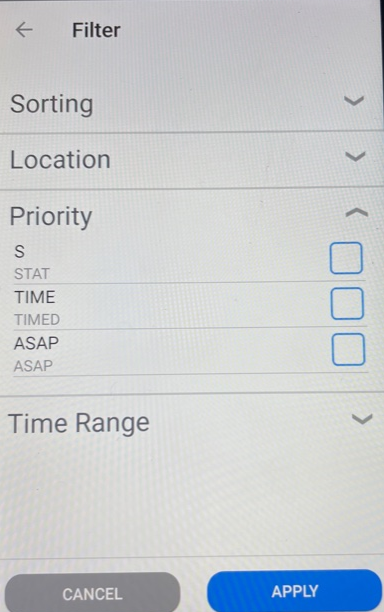 Filter
Sorting
Location
Priority
S
STAT
TIME
TIMED
ASAP
ASAP
Time Range
CANCEL
APPLY